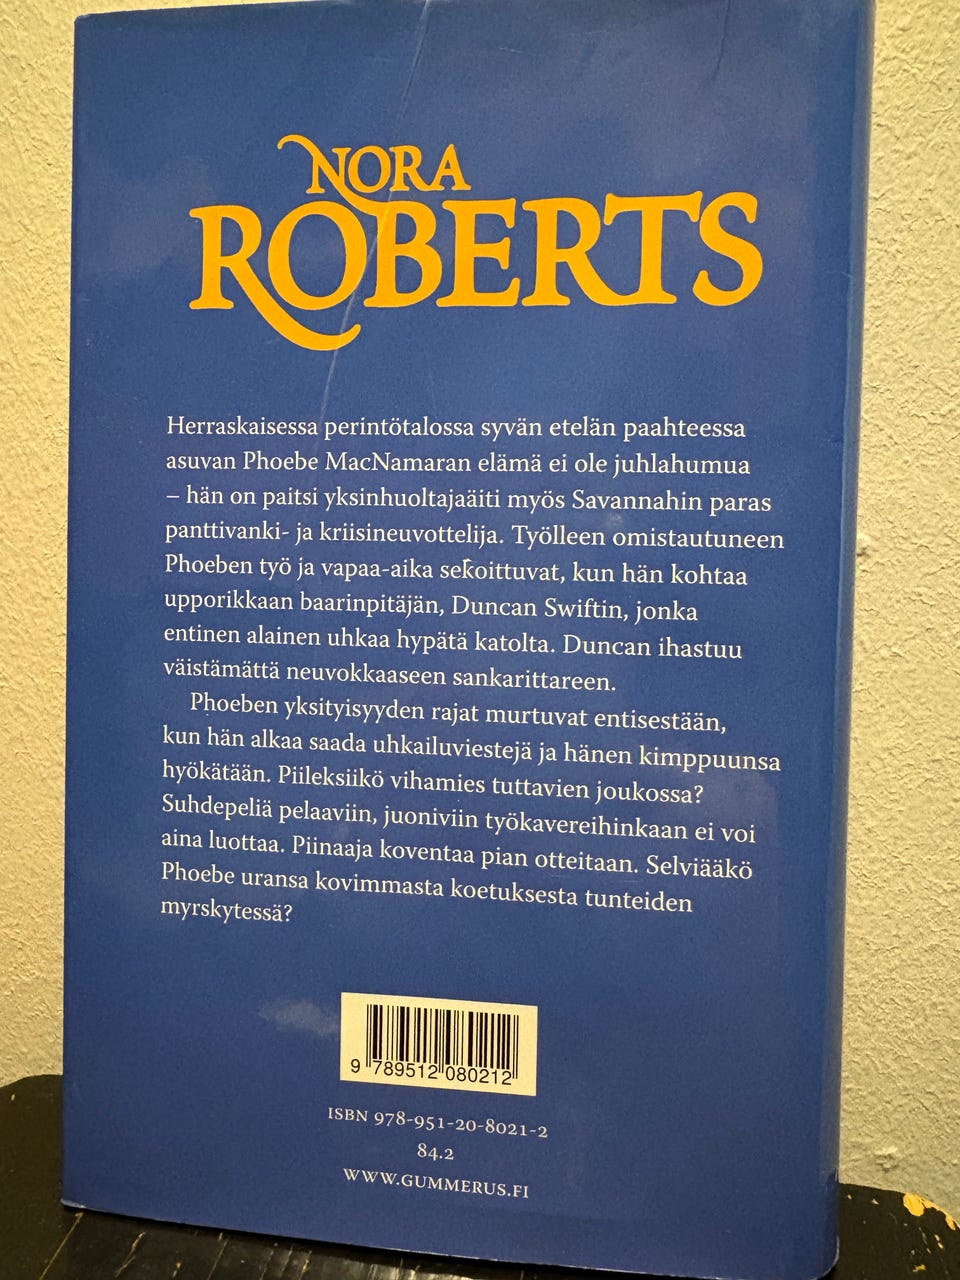 NORA
ROBERTS
Herraskaisessa perintötalossa syvän etelän paahteessa
asuvan Phoebe MacNamaran elämä ei ole juhlahumua
– hän on paitsi yksinhuoltajaäiti myös Savannahin paras
panttivanki- ja kriisineuvottelija. Työlleen omistautuneen
Phoeben työ ja vapaa-aika sekoittuvat, kun hän kohtaa
upporikkaan baarinpitäjän, Duncan Swiftin, jonka
entinen alainen uhkaa hypätä katolta. Duncan ihastuu
väistämättä neuvokkaaseen sankarittareen.
Phoeben yksityisyyden rajat murtuvat entisestään,
kun hän alkaa saada uhkailuviestejä ja hänen kimppuunsa
hyökätään. Piileksiikö vihamies tuttavien joukossa?
Suhdepeliä pelaaviin, juoniviin työkavereihinkaan ei voi
aina luottaa. Piinaaja koventaa pian otteitaan. Selviääkö
Phoebe uransa kovimmasta koetuksesta tunteiden
myrskytessä?
9 789512 080212
ISBN 978-951-20-8021-2
84.2
WWW.GUMMERUS.FI